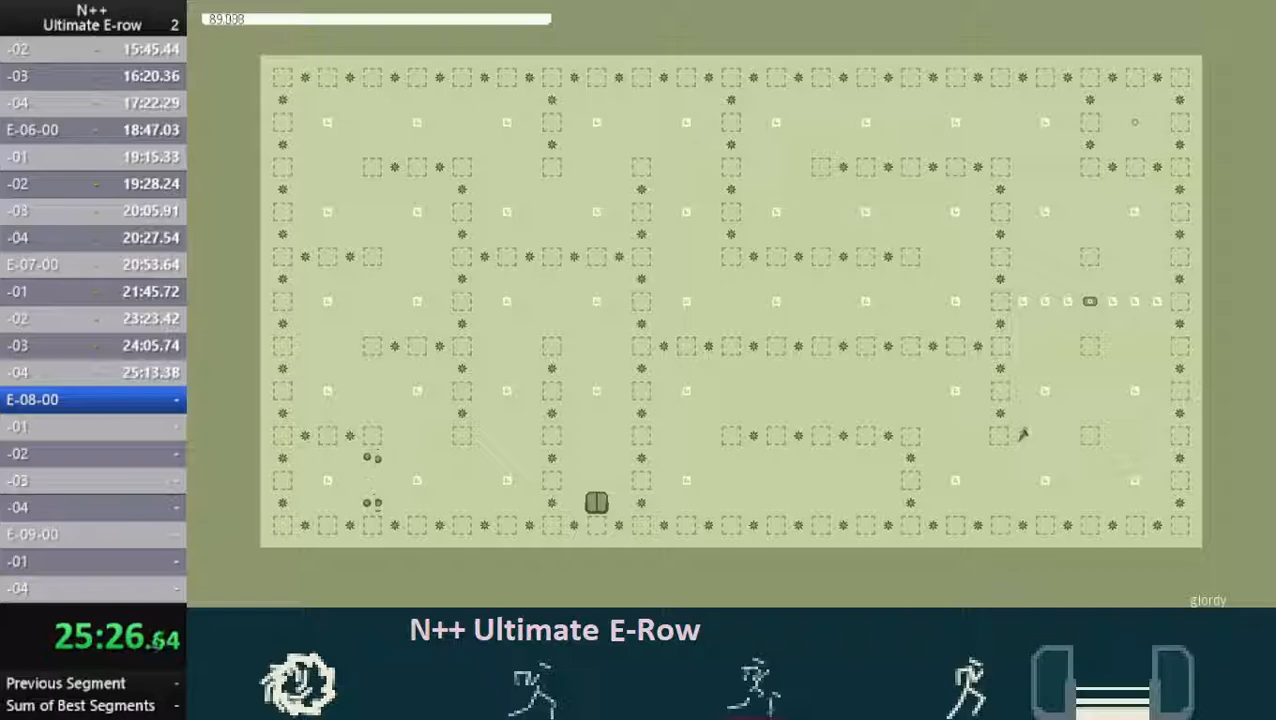 N++
Ultimate E-row 2
-02 - 15:45.44
-03 - 16:20.36
-04 - 17:22.29
E-06-00 - 18:47.03
-01 - 19:15.33
-02 - 19:28.24
-03 - 20:05.91
-04 - 20:27.54
E-07-00 - 20:53.64
-01 - 21:45.72
-02 - 23:23.42
-03 - 24:05.74
-04 - 25:13.38
E-08-00 -
-01 -
-02 -
-03 -
-04 -
E-09-00 -
-01 -
-04 -
25:26.64
Previous Segment -
Sum of Best Segments -
glordy
N++ Ultimate E-Row